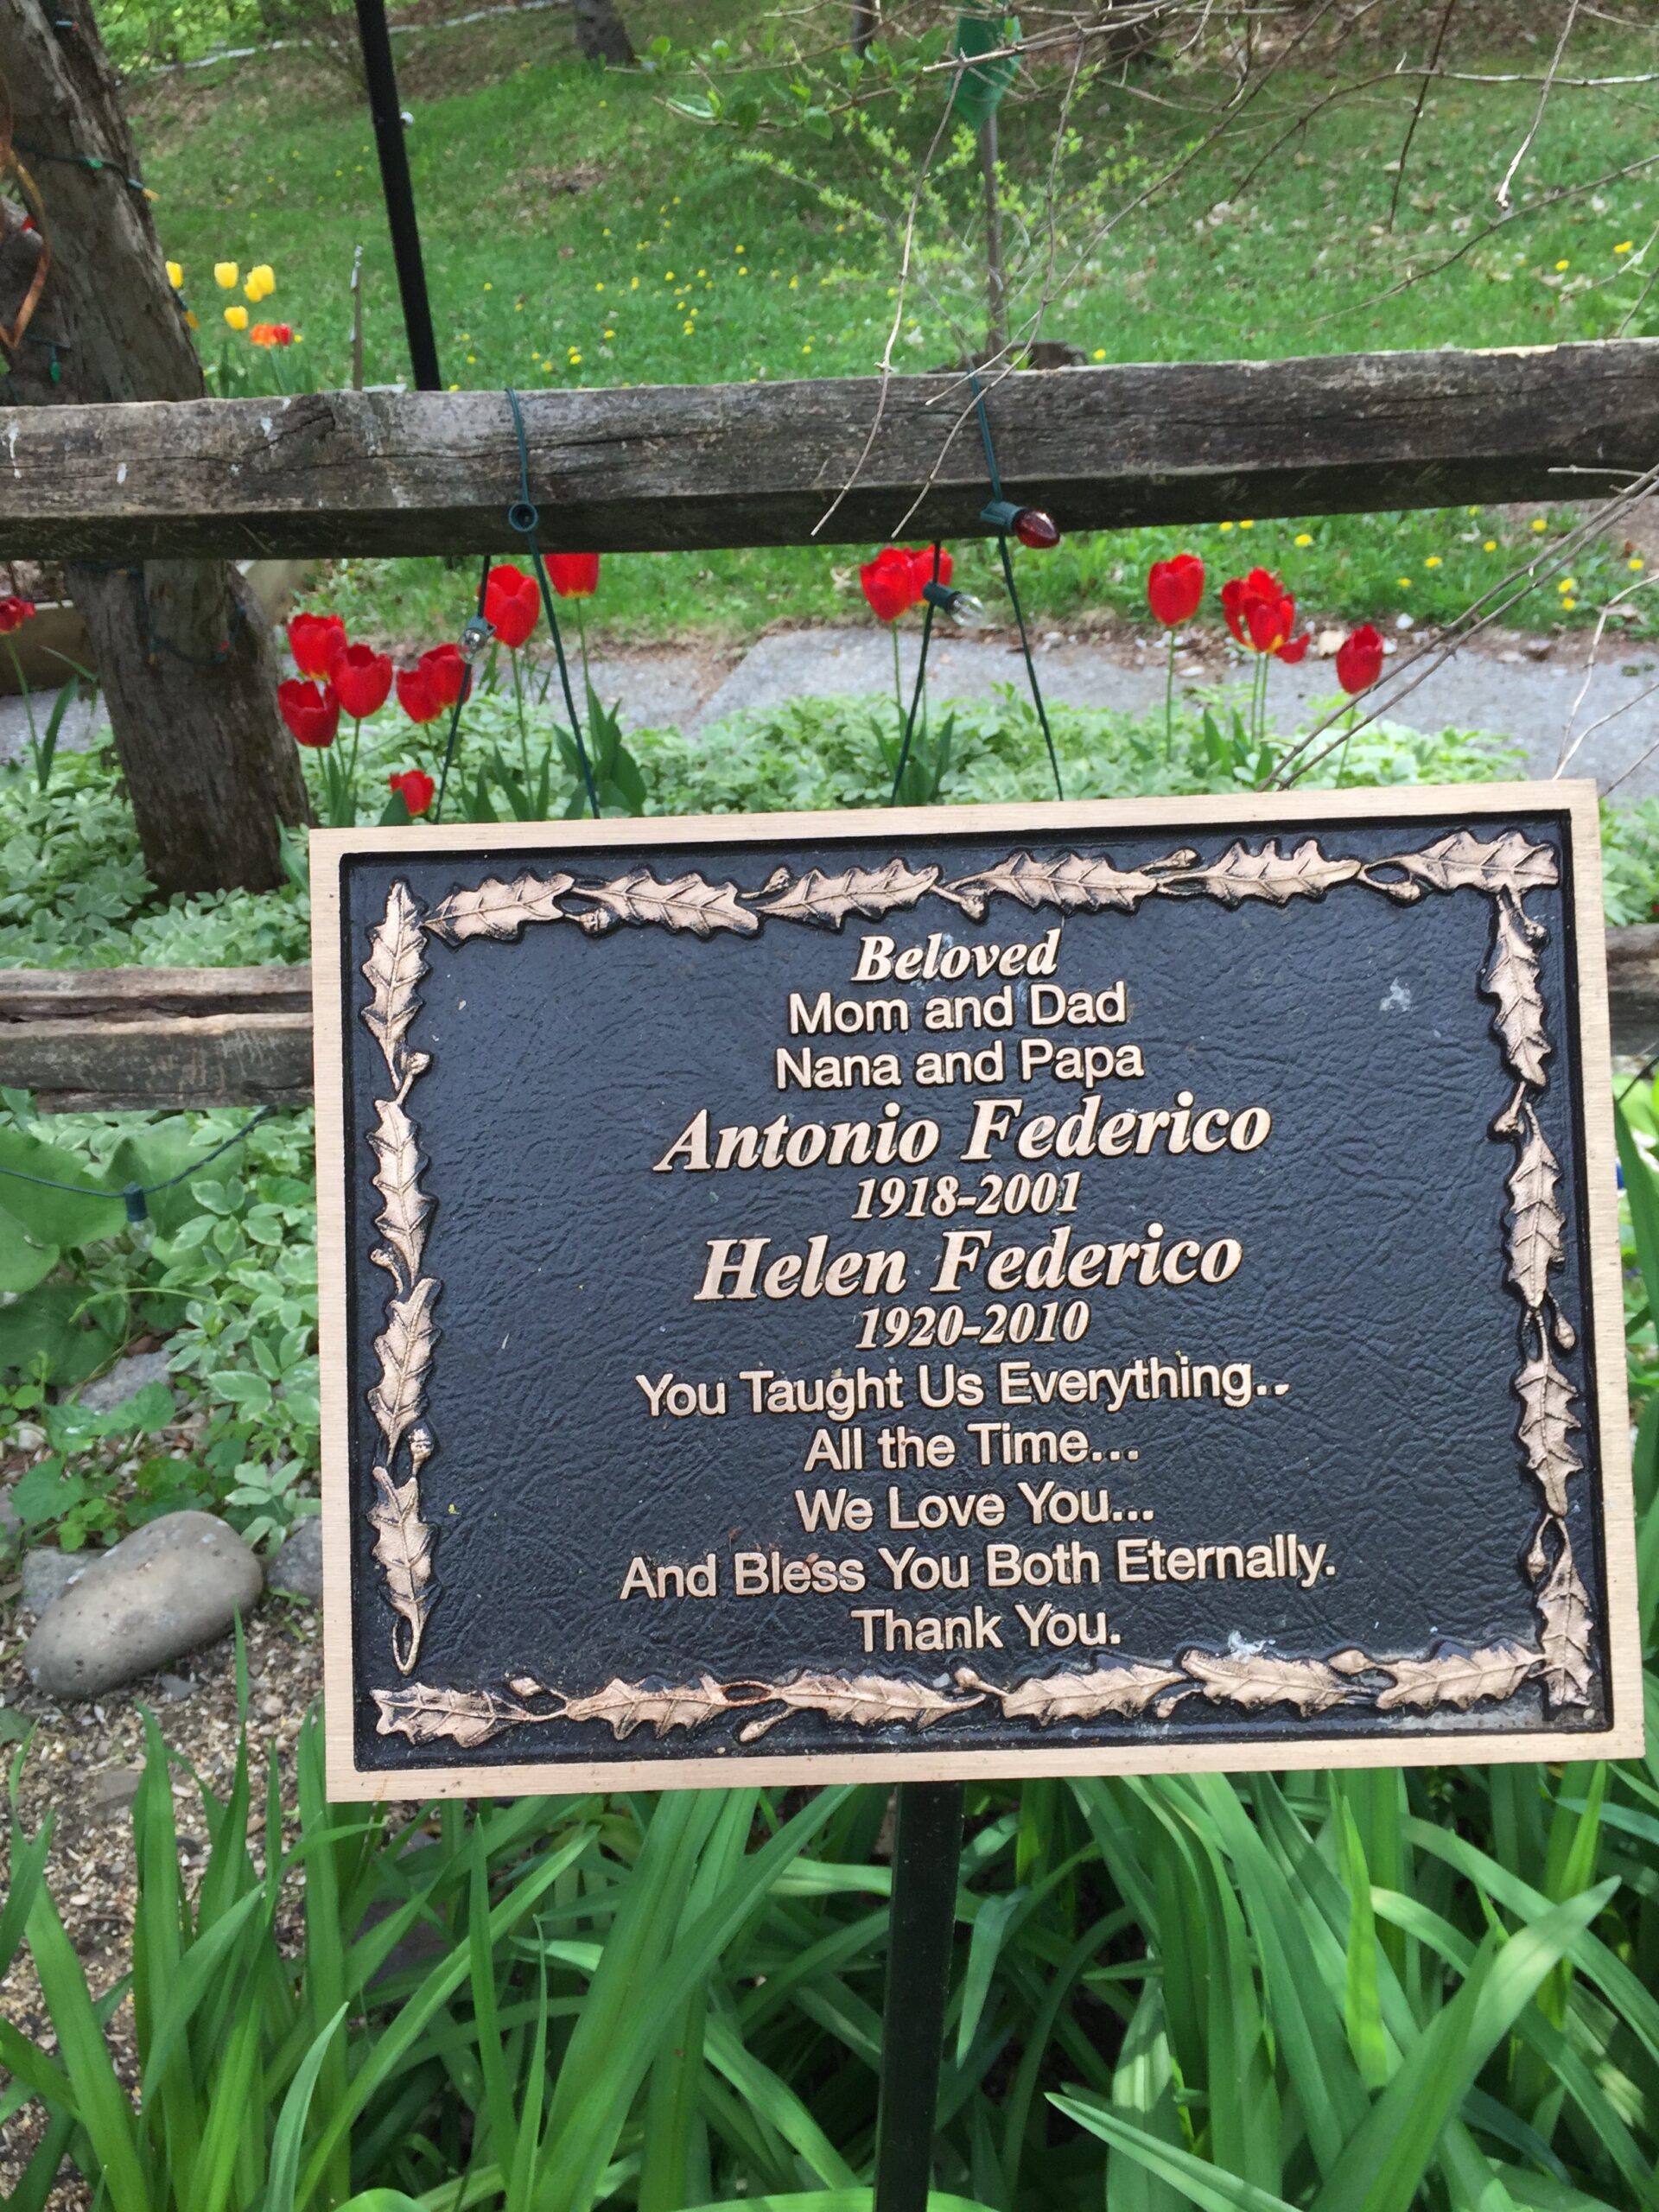 Beloved
Mom and Dad
Nana and Papa
Antonio Federico
1918-2001
Helen Federico
1920-2010
You Taught Us Everything..
All the Time...
We Love You...
And Bless You Both Eternally.
Thank You.